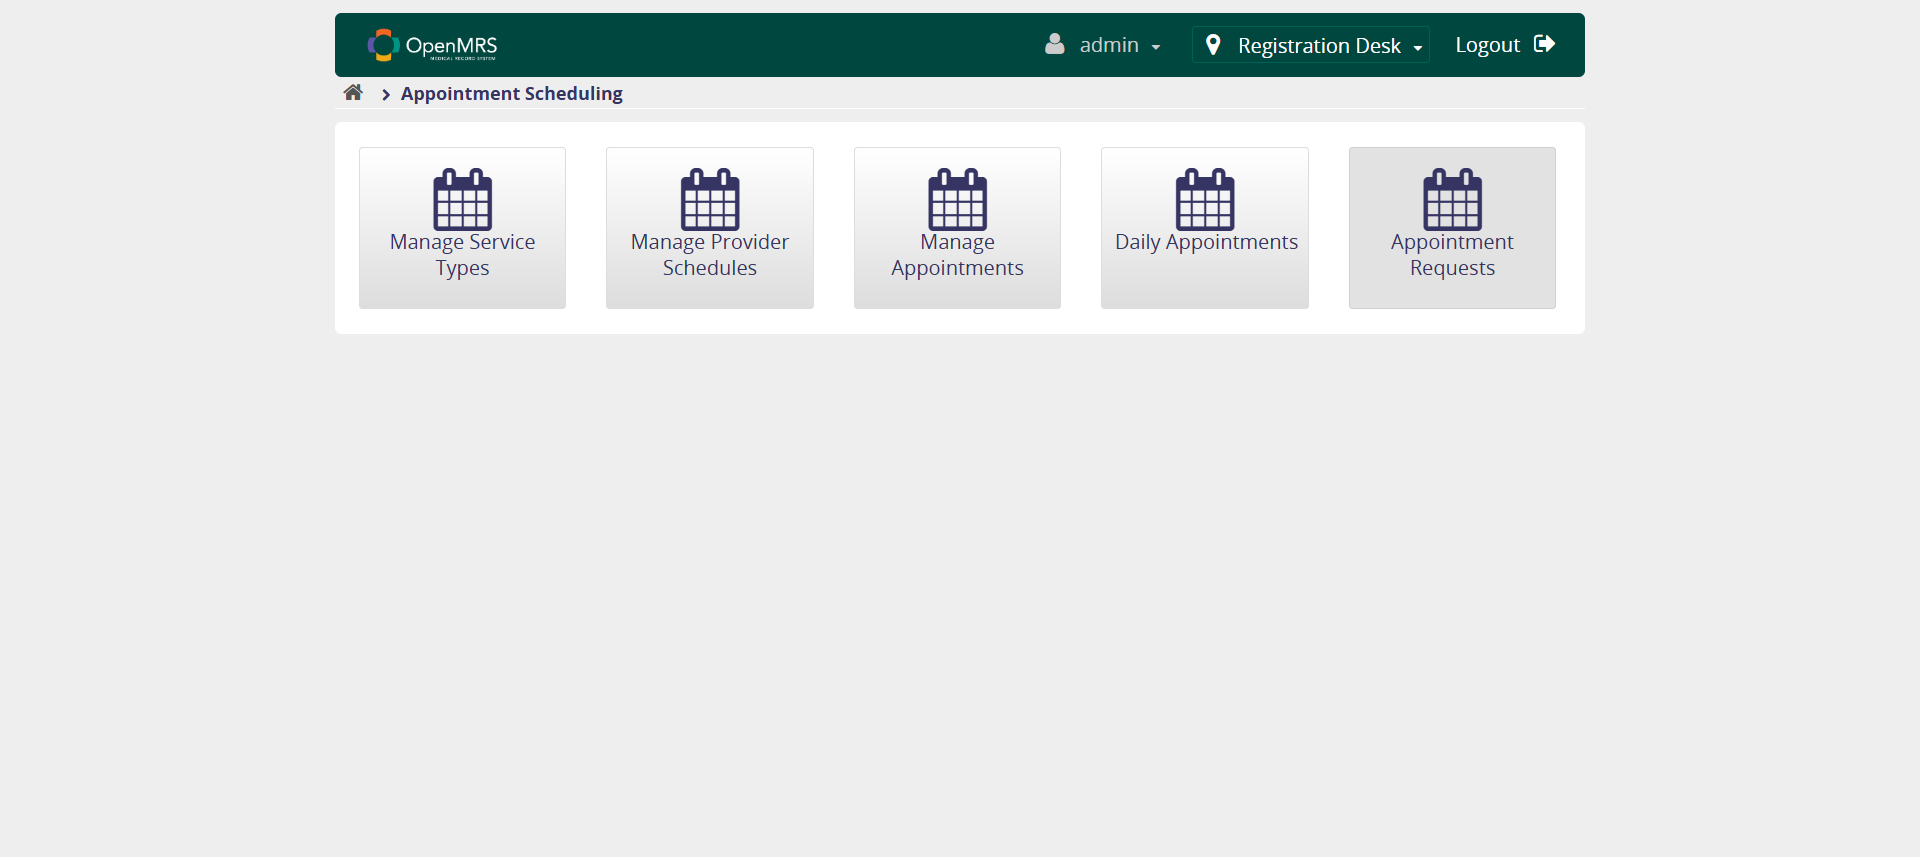 OpenMRS
MEDICAL RECORD SYSTEM
admin
Registration Desk
Logout
Appointment Scheduling
Manage Service
Types
Manage Provider
Schedules
Manage
Appointments
Daily Appointments
Appointment
Requests